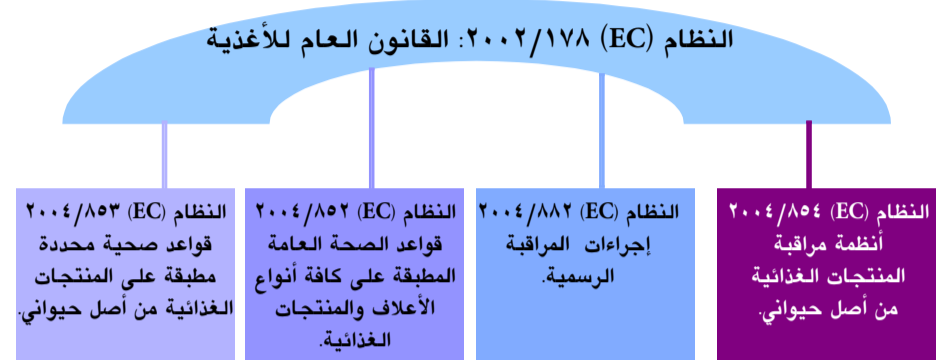 النظام (EC) ٢٠٠٢/١٧٨: القانون العام للأغذية
النظام (EC) ٢٠٠٤/٨٥٤
أنظمة مراقبة
المنتجات الغذائية
من أصل حيواني.
النظام (EC) ٢٠٠٤/٨٨٢
إجراءات المراقبة
الرسمية.
النظام (EC) ٢٠٠٤/٨٥٢
قواعد الصحة العامة
المطبقة على كافة أنواع
الأعلاف والمنتجات
الغذائية.
النظام (EC) ٢٠٠٤/٨٥٣
قواعد صحية محددة
مطبقة على المنتجات
الغذائية من أصل حيواني.